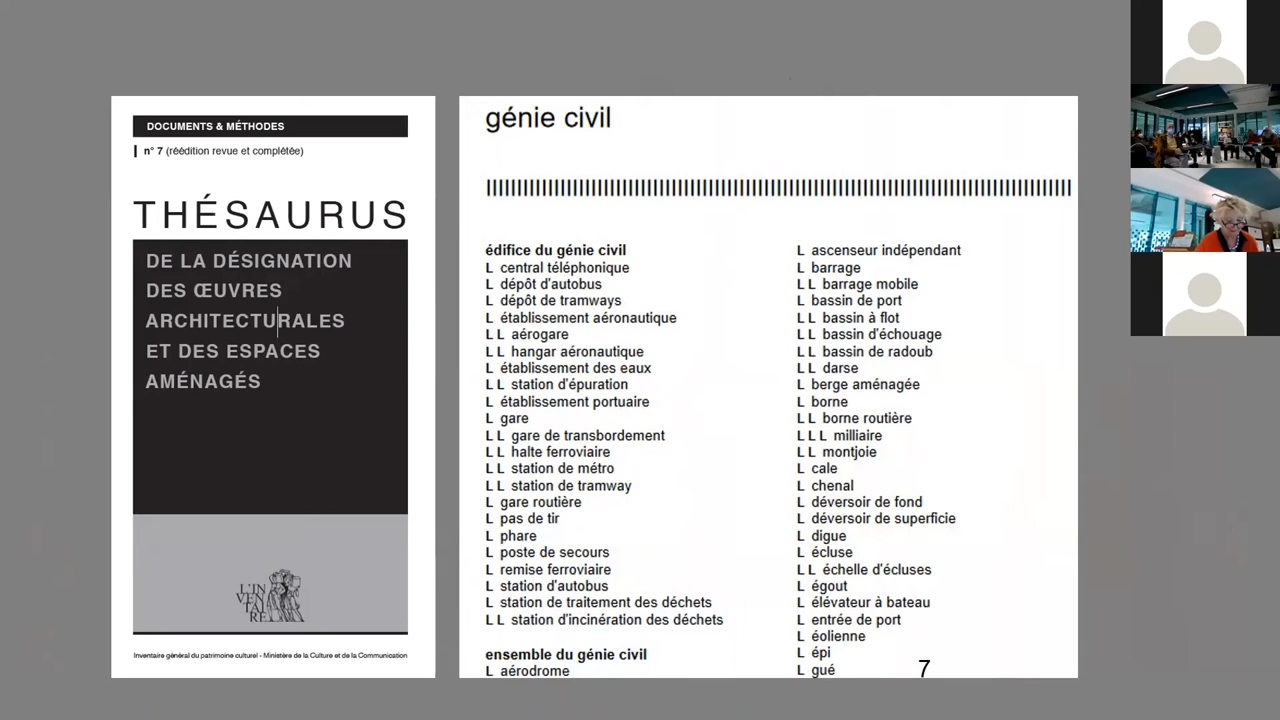 DOCUMENTS & MÉTHODES
n° 7 (réédition revue et complétée)
THÉSAURUS
DE LA DÉSIGNATION
DES ŒUVRES
ARCHITECTURALES
ET DES ESPACES
AMÉNAGÉS
L'IN
VEN
TAI
RE
Inventaire général du patrimoine culturel - Ministère de la Culture et de la Communication
génie civil
édifice du génie civil
L central téléphonique
L dépôt d'autobus
L dépôt de tramways
L établissement aéronautique
L L aérogare
L L hangar aéronautique
L établissement des eaux
L L station d'épuration
L établissement portuaire
L gare
L L gare de transbordement
L L halte ferroviaire
L L station de métro
L L station de tramway
L gare routière
L pas de tir
L phare
L poste de secours
L remise ferroviaire
L station d'autobus
L station de traitement des déchets
L L station d'incinération des déchets
ensemble du génie civil
L aérodrome
L ascenseur indépendant
L barrage
L L barrage mobile
L bassin de port
L L bassin à flot
L L bassin d'échouage
L L bassin de radoub
L L darse
L berge aménagée
L borne
L L borne routière
L L L milliaire
L L montjoie
L cale
L chenal
L déversoir de fond
L déversoir de superficie
L digue
L écluse
L L échelle d'écluses
L égout
L élévateur à bateau
L entrée de port
L éolienne
L épi
L gué
7